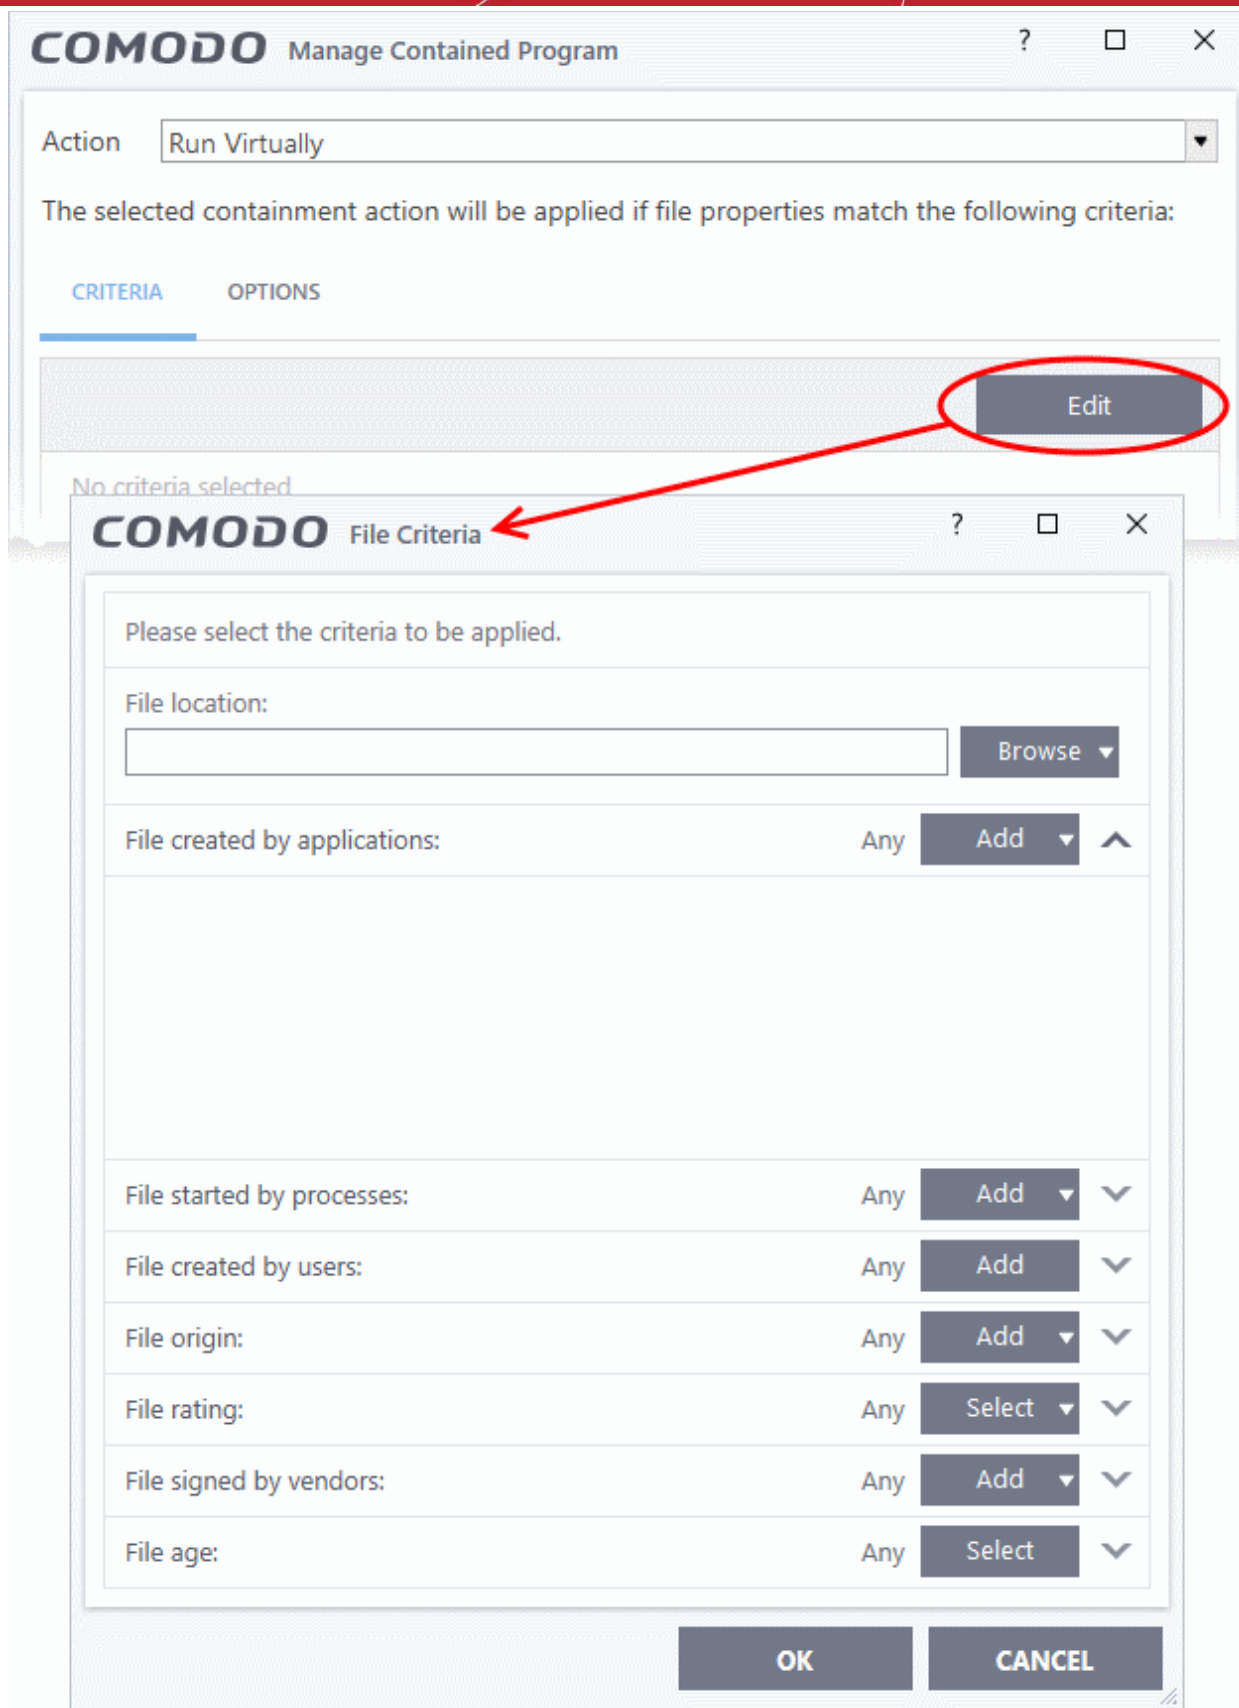 COMODO Manage Contained Program ?
Action Run Virtually
The selected containment action will be applied if file properties match the following criteria:
CRITERIA OPTIONS
Edit
No criteria selected
COMODO File Criteria ?
Please select the criteria to be applied.
File location:
Browse
File created by applications: Any Add
File started by processes: Any Add
File created by users: Any Add
File origin: Any Add
File rating: Any Select
File signed by vendors: Any Add
File age: Any Select
OK CANCEL